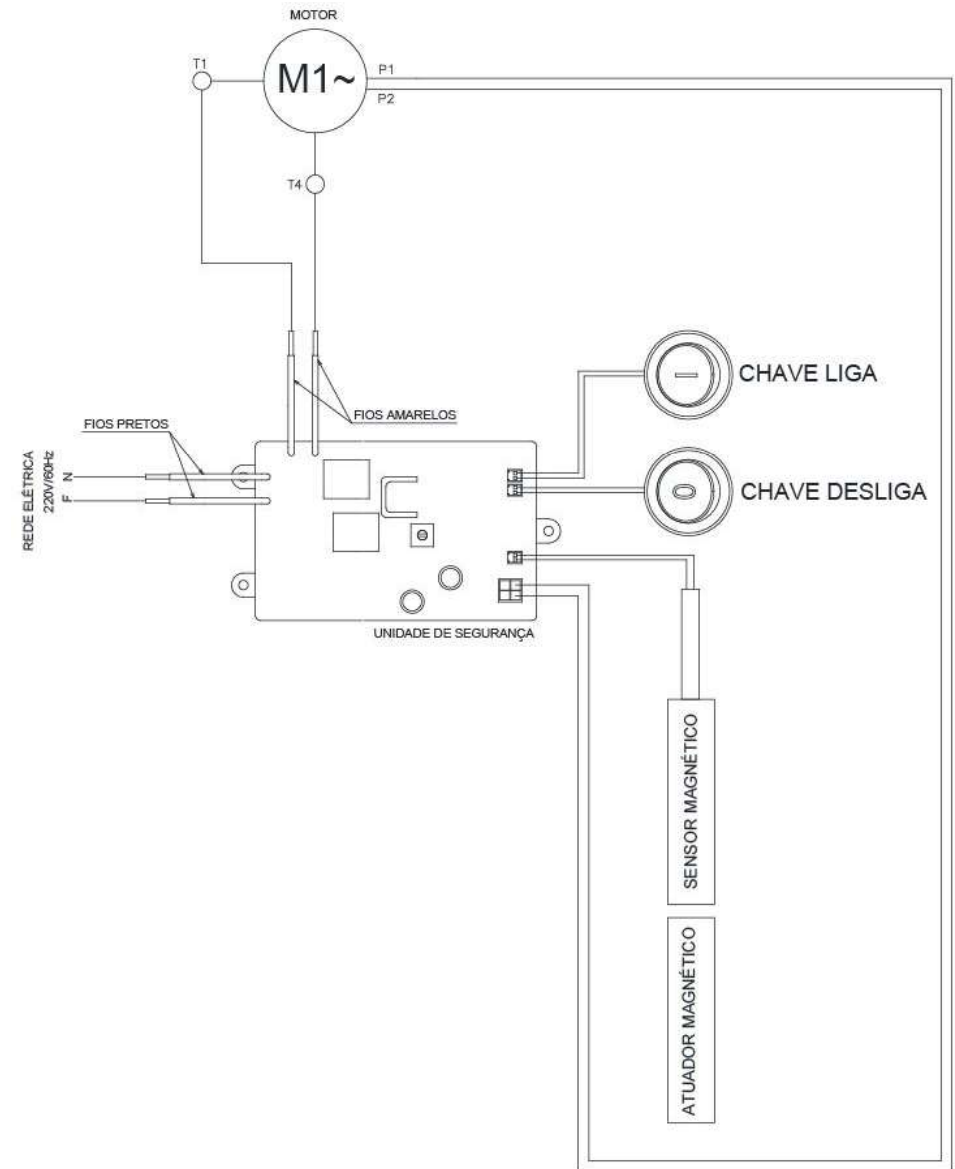 MOTOR
T1
M1~
P1
P2
T4
CHAVE LIGA
FIOS AMARELOS
FIOS PRETOS
CHAVE DESLIGA
REDE ELÉTRICA
220V/60Hz
N
F
UNIDADE DE SEGURANÇA
SENSOR MAGNÉTICO
ATUADOR MAGNÉTICO